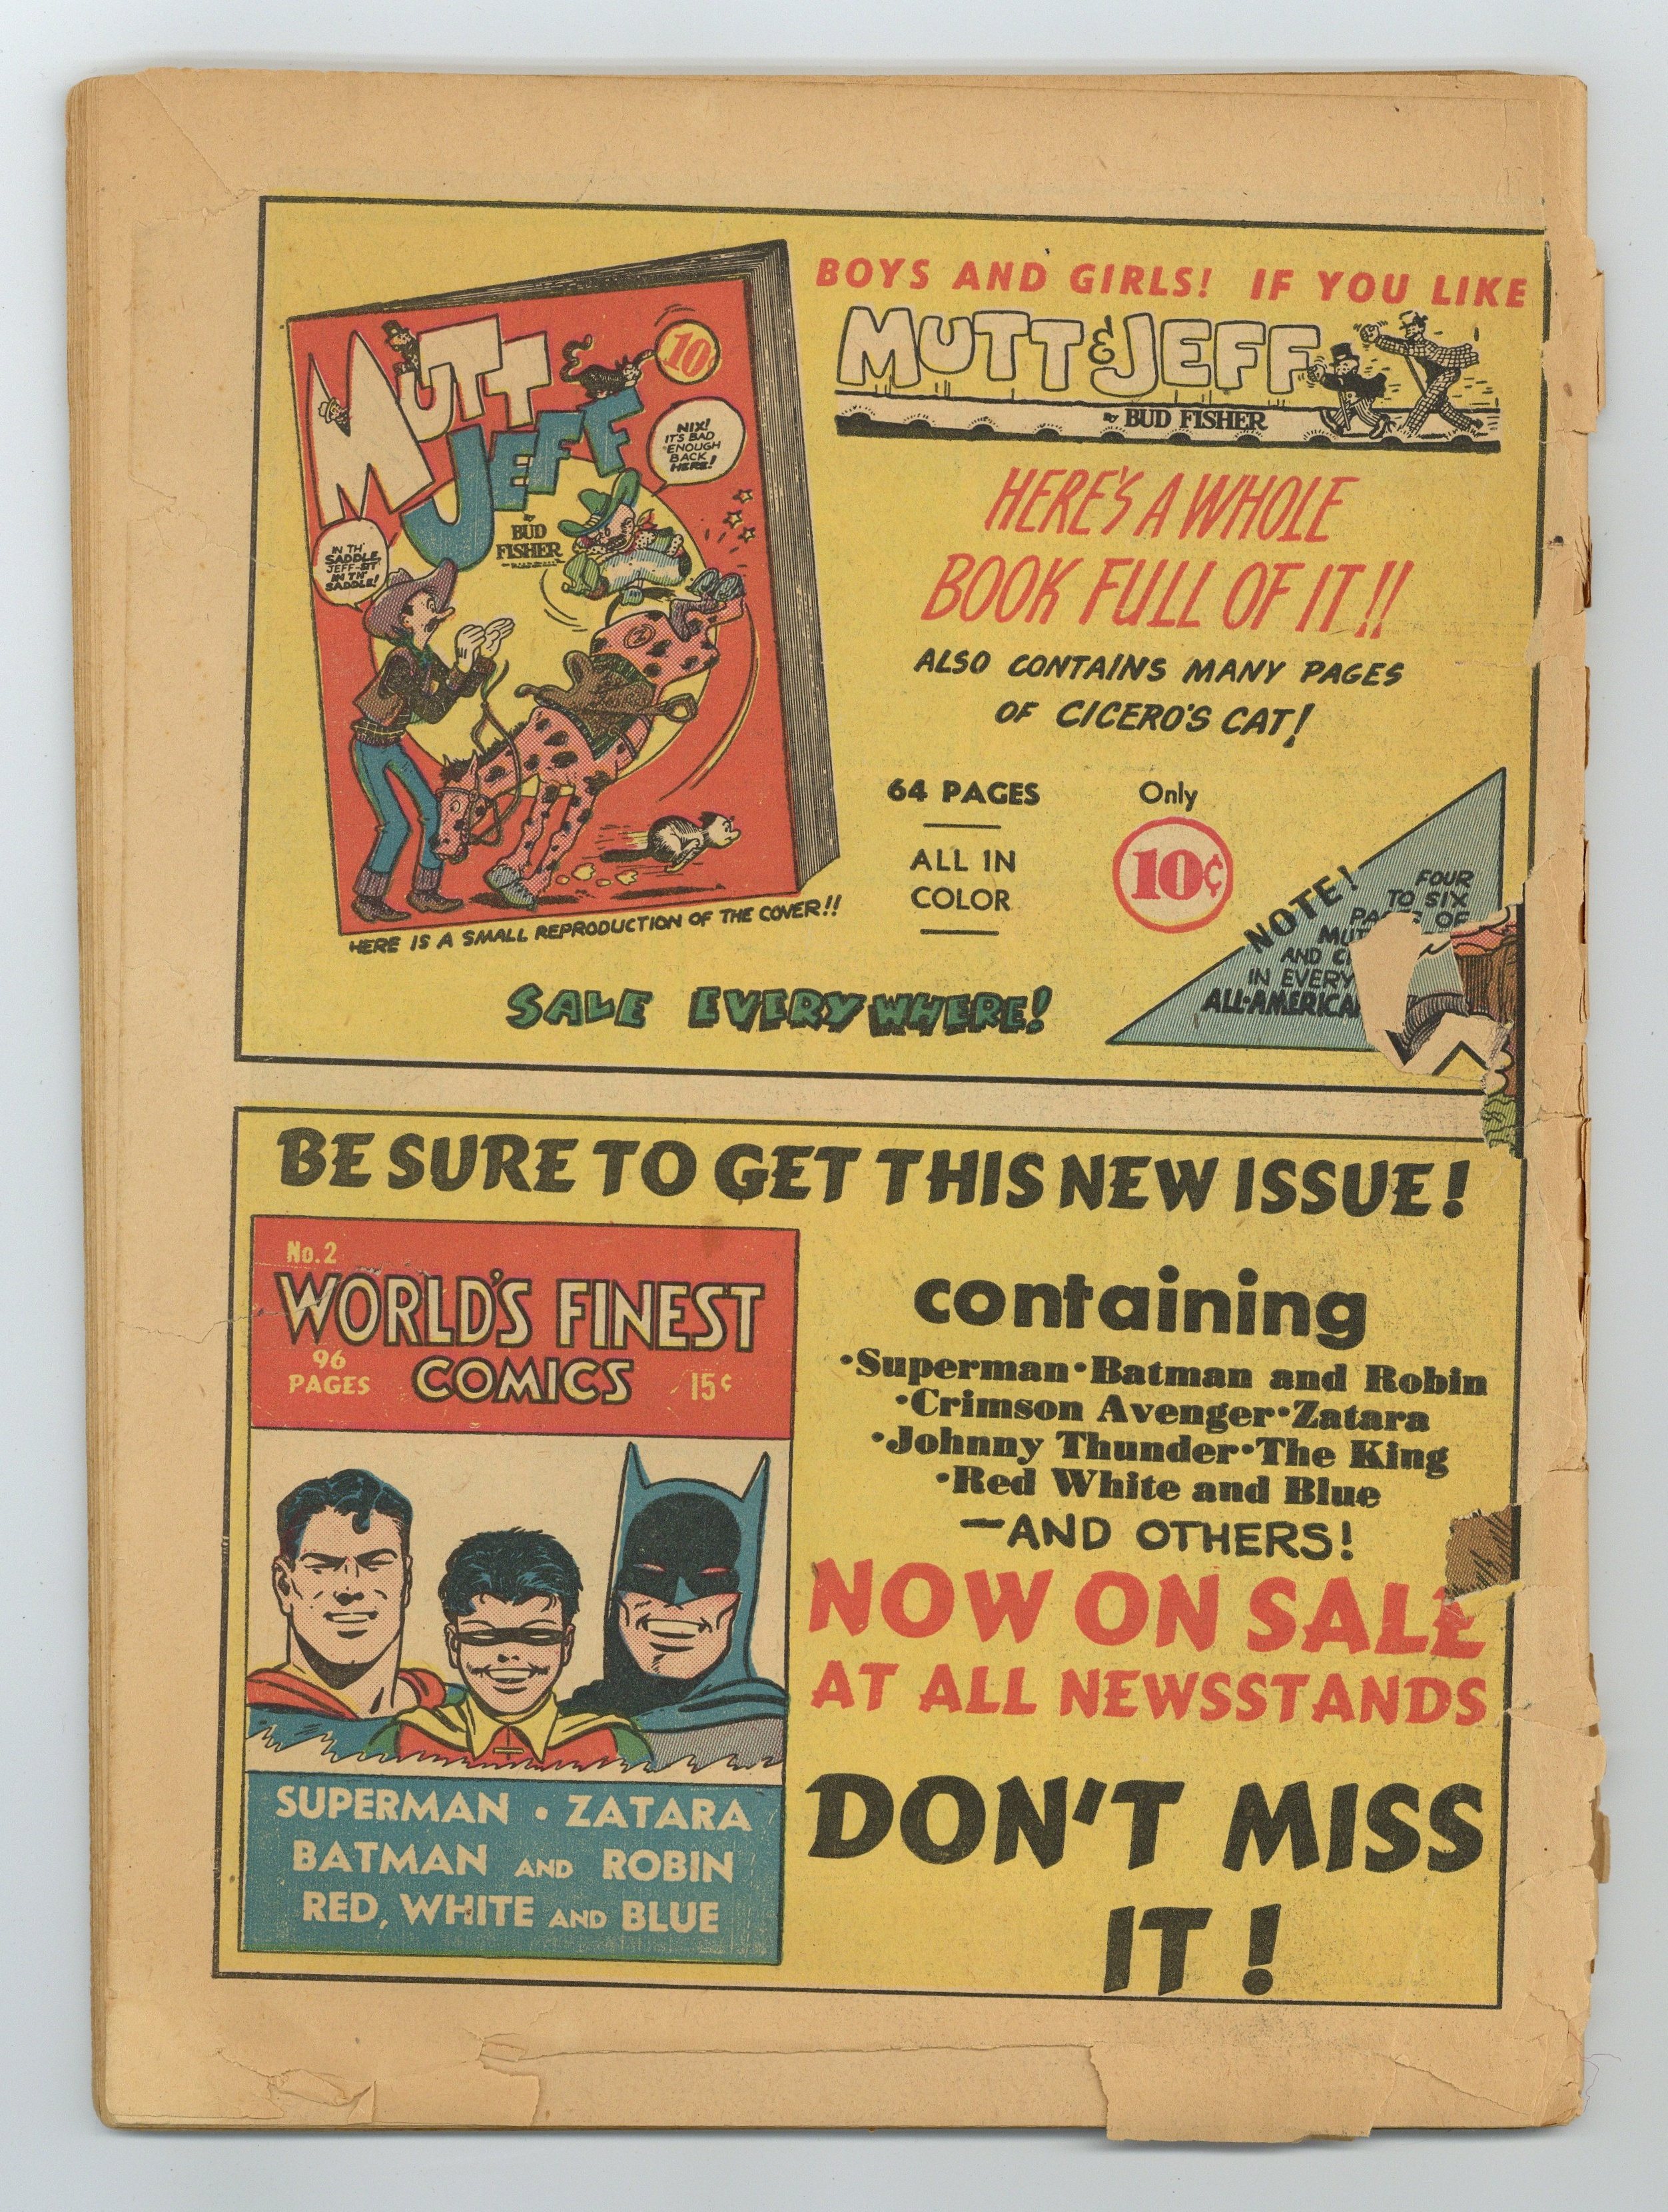 BOYS AND GIRLS! IF YOU LIKE
MUTT & JEFF
BY BUD FISHER
HERE'S A WHOLE
BOOK FULL OF IT!!
ALSO CONTAINS MANY PAGES
OF CICERO'S CAT!
64 PAGES
ALL IN
COLOR
Only
10¢
MUTT
JEFF
10
BY
BUD
FISHER
NIX!
IT'S BAD
ENOUGH
BACK
HERE!
IN TH'
SADDLE,
JEFF-SIT
IN TH'
SADDLE!
HERE IS A SMALL REPRODUCTION OF THE COVER!!
SALE EVERYWHERE!
NOTE!
FOUR
TO SIX
OF
AND
IN EVERY
ALL-AMERICAN
BE SURE TO GET THIS NEW ISSUE!
No. 2
WORLD'S FINEST
COMICS
96
PAGES
15¢
SUPERMAN • ZATARA
BATMAN AND ROBIN
RED, WHITE AND BLUE
containing
•Superman•Batman and Robin
•Crimson Avenger•Zatara
•Johnny Thunder•The King
•Red White and Blue
—AND OTHERS!
NOW ON SALE
AT ALL NEWSSTANDS
DON'T MISS
IT!